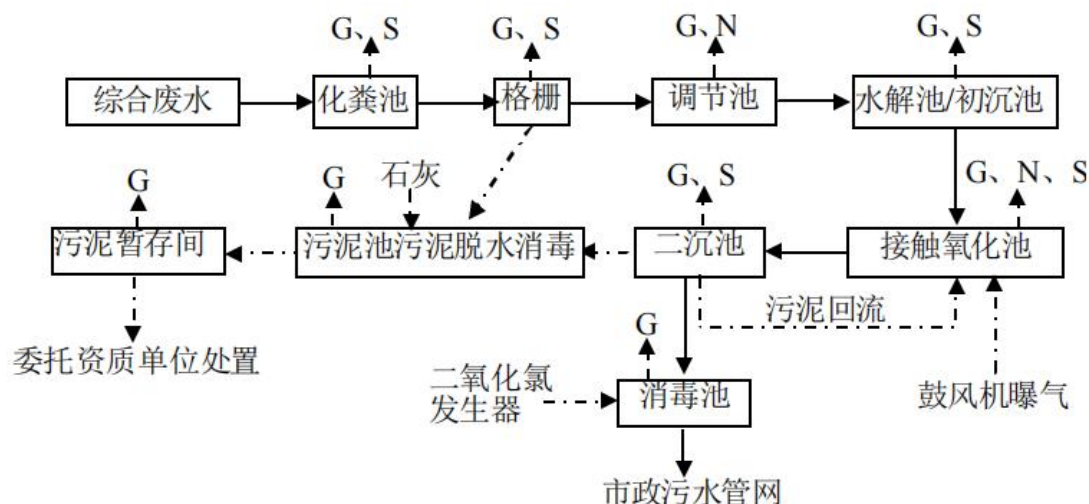 G、S
G、S
G、N
G、S
综合废水
化粪池
格栅
调节池
水解池/初沉池
G
G
石灰
G、S
G、N、S
污泥暂存间
污泥池污泥脱水消毒
二沉池
接触氧化池
污泥回流
G
委托资质单位处置
二氧化氯
发生器
消毒池
鼓风机曝气
市政污水管网